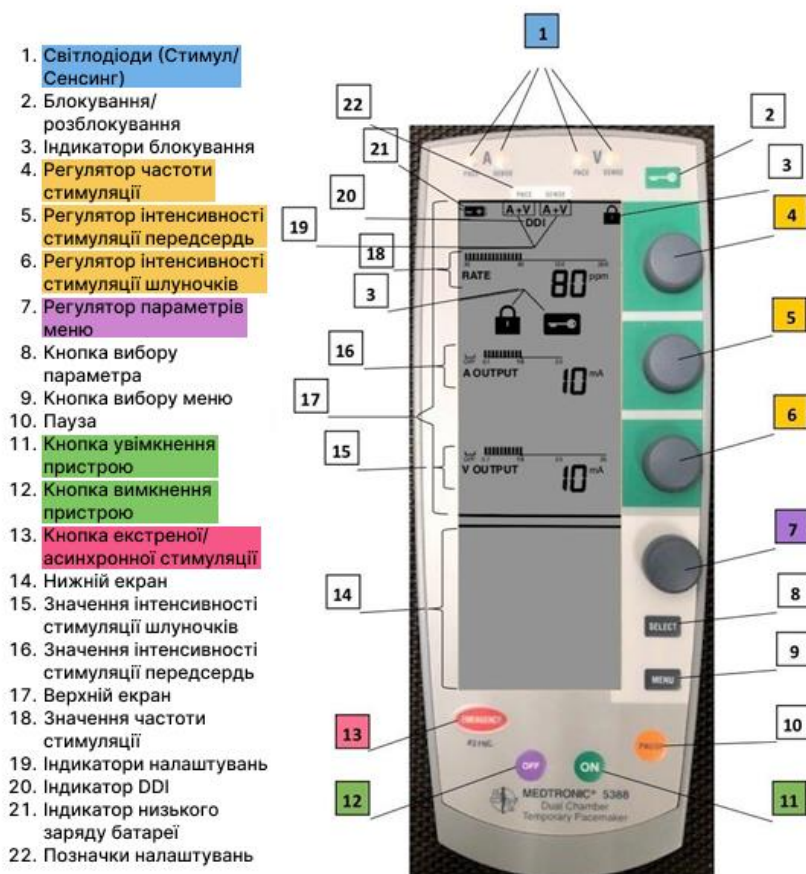 1. Світлодіоди (Стимул/
Сенсинг)
2. Блокування/
розблокування
3. Індикатори блокування
4. Регулятор частоти
стимуляції
5. Регулятор інтенсивності
стимуляції передсердь
6. Регулятор інтенсивності
стимуляції шлуночків
7. Регулятор параметрів
меню
8. Кнопка вибору
параметра
9. Кнопка вибору меню
10. Пауза
11. Кнопка увімкнення
пристрою
12. Кнопка вимкнення
пристрою
13. Кнопка екстреної/
асинхронної стимуляції
14. Нижній екран
15. Значення інтенсивності
стимуляції шлуночків
16. Значення інтенсивності
стимуляції передсердь
17. Верхній екран
18. Значення частоти
стимуляції
19. Індикатори налаштувань
20. Індикатор DDI
21. Індикатор низького
заряду батареї
22. Позначки налаштувань
1
22
2
21
A
V
PACE SENSE
PACE SENSE
3
PACE SENSE
20
A+V A+V
4
19
DDI
18
RATE
80 ppm
3
5
16
A OUTPUT
10 mA
17
6
15
V OUTPUT
10 mA
7
14
8
SELECT
9
MENU
EMERGENCY
13
ASYNC
10
PAUSE
OFF
ON
12
11
MEDTRONIC® 5388
Dual Chamber
Temporary Pacemaker